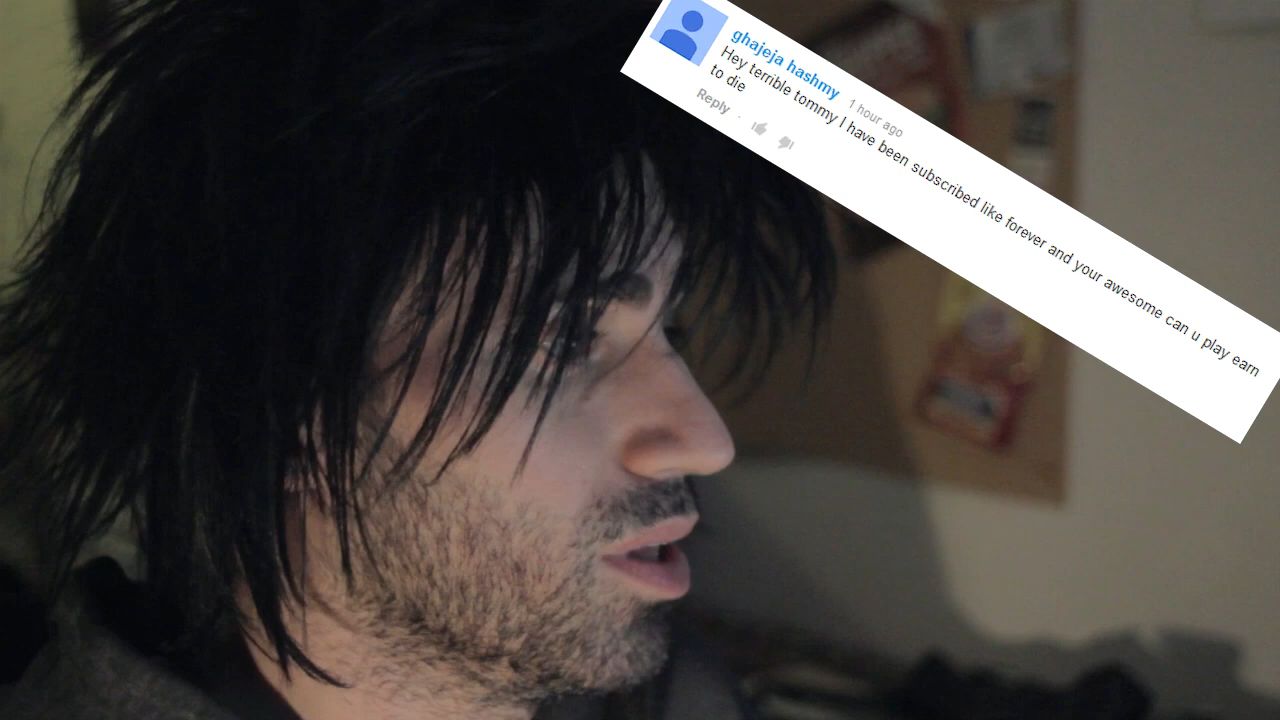 ghajeja hashmy 1 hour ago
Hey terrible tommy I have been subscribed like forever and your awesome can u play earn
to die
Reply ·